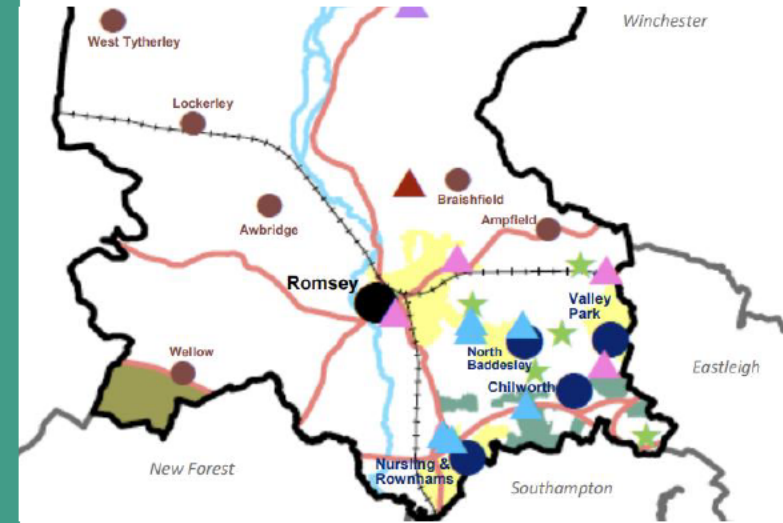 Winchester
West Tytherley
Lockerley
Braishfield
Awbridge
Ampfield
Romsey
Valley
Park
North
Baddesley
Wellow
Eastleigh
Chilworth
New Forest
Nursling &
Rownhams
Southampton